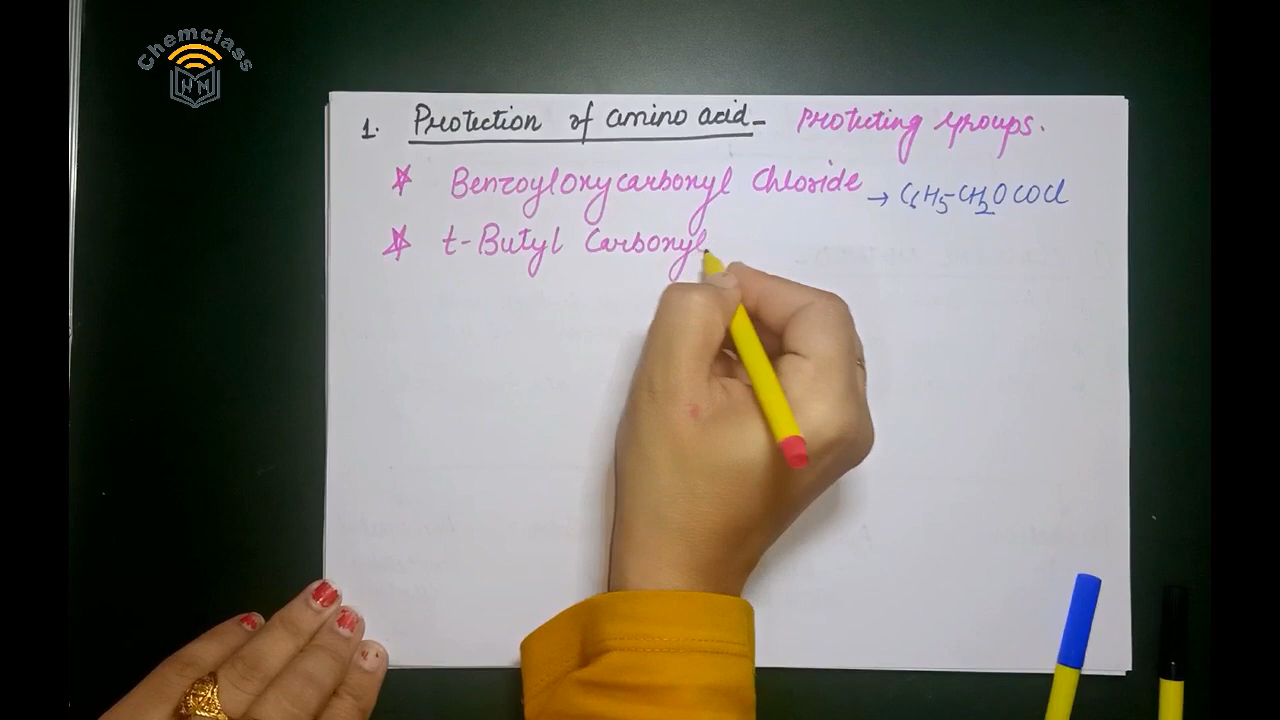 Chemclass
1. Protection of amino acid - Protecting groups.
☆ Benzoyloxycarbonyl Chloride → C6H5-CH2OCOCl
☆ t-Butyl Carbonyl